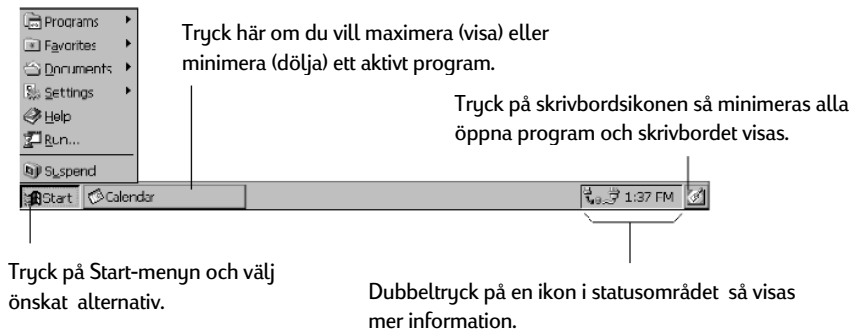 Programs
Favorites
Documents
Settings
Help
Run...
Suspend
Start
Calendar
1:37 PM
Tryck här om du vill maximera (visa) eller
minimera (dölja) ett aktivt program.
Tryck på skrivbordsikonen så minimeras alla
öppna program och skrivbordet visas.
Tryck på Start-menyn och välj
önskat alternativ.
Dubbeltryck på en ikon i statusområdet så visas
mer information.